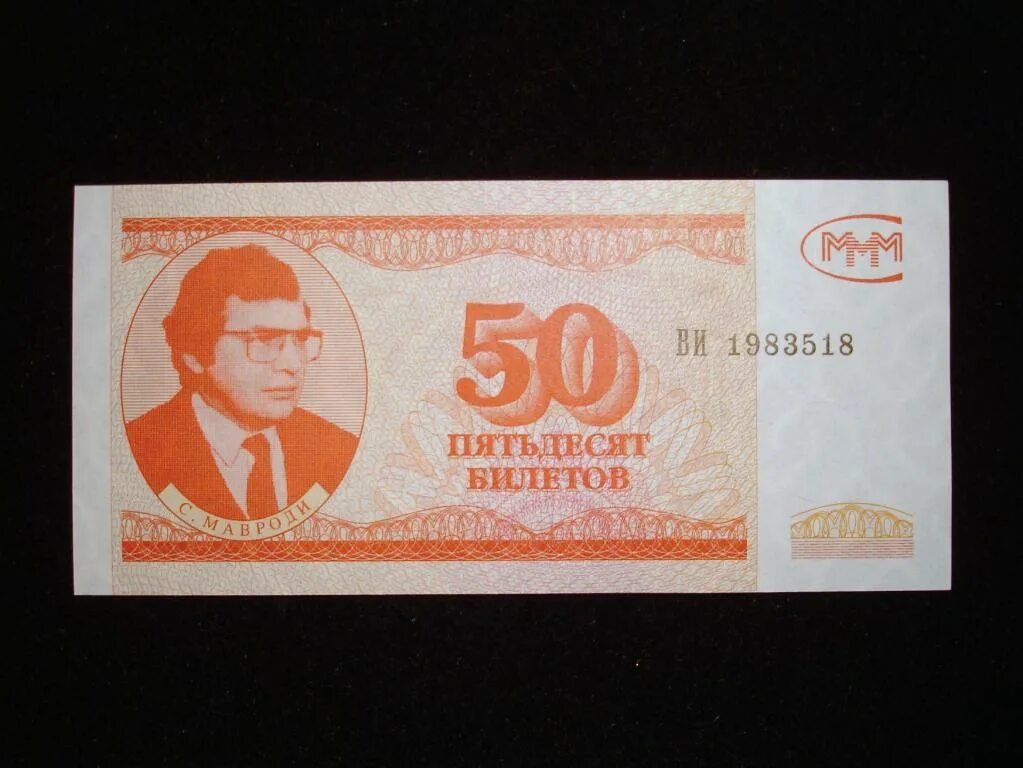 МММ
50
ВИ 1983518
ПЯТЬДЕСЯТ
БИЛЕТОВ
С. МАВРОДИ